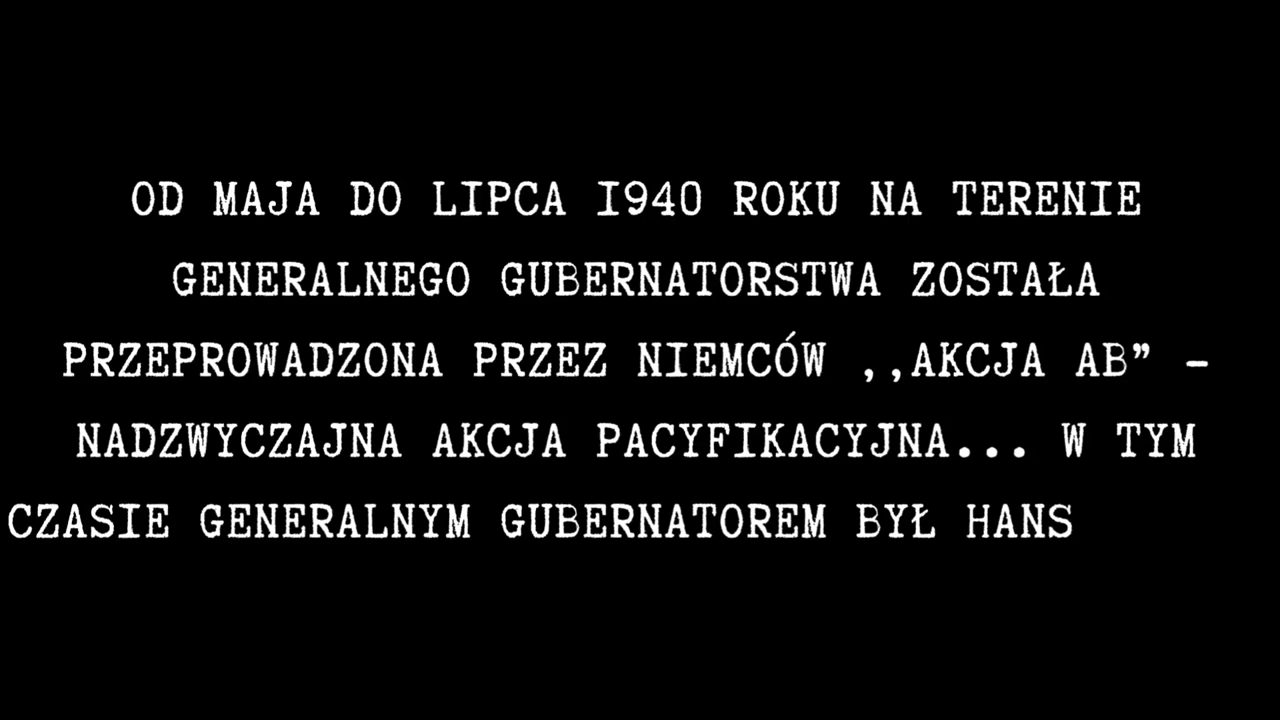 OD MAJA DO LIPCA 1940 ROKU NA TERENIE
GENERALNEGO GUBERNATORSTWA ZOSTAŁA
PRZEPROWADZONA PRZEZ NIEMCÓW ,,AKCJA AB” –
NADZWYCZAJNA AKCJA PACYFIKACYJNA... W TYM
CZASIE GENERALNYM GUBERNATOREM BYŁ HANS